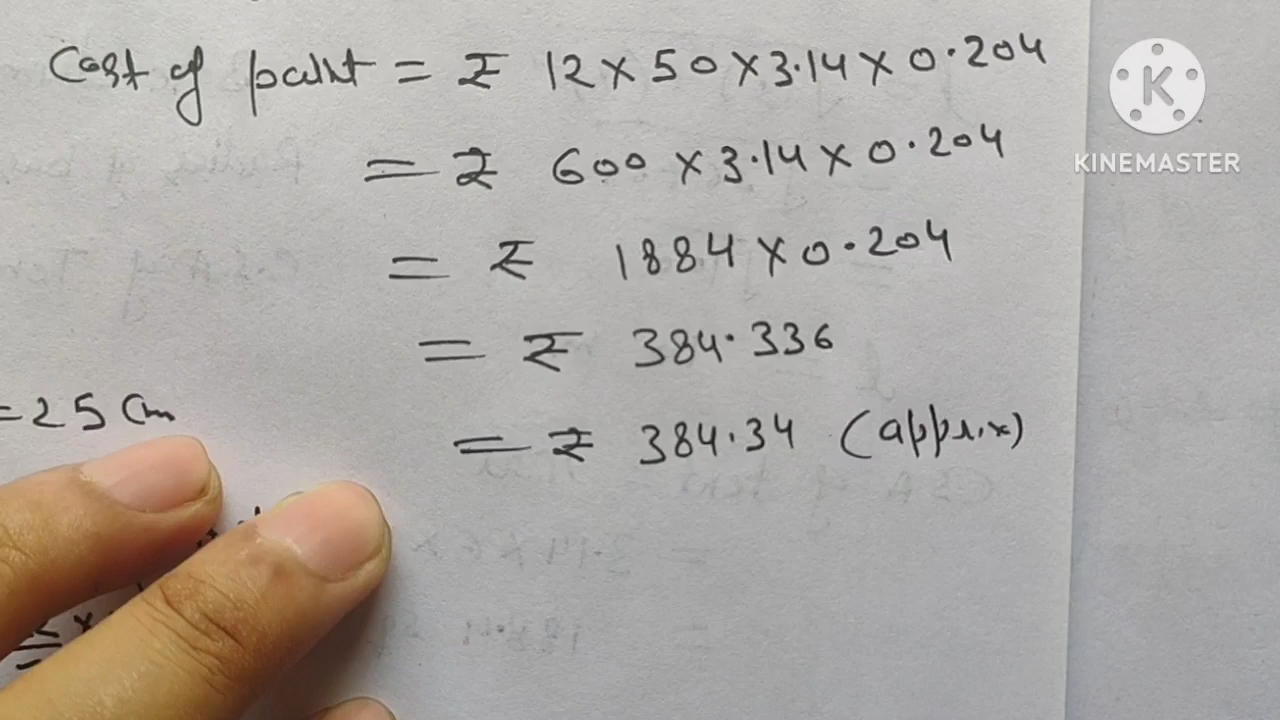 Cost of paint = ₹ 12 × 50 × 3.14 × 0.204
KINEMASTER
= ₹ 600 × 3.14 × 0.204
= ₹ 1884 × 0.204
= ₹ 384.336
= 25 cm
= ₹ 384.34 (approx)